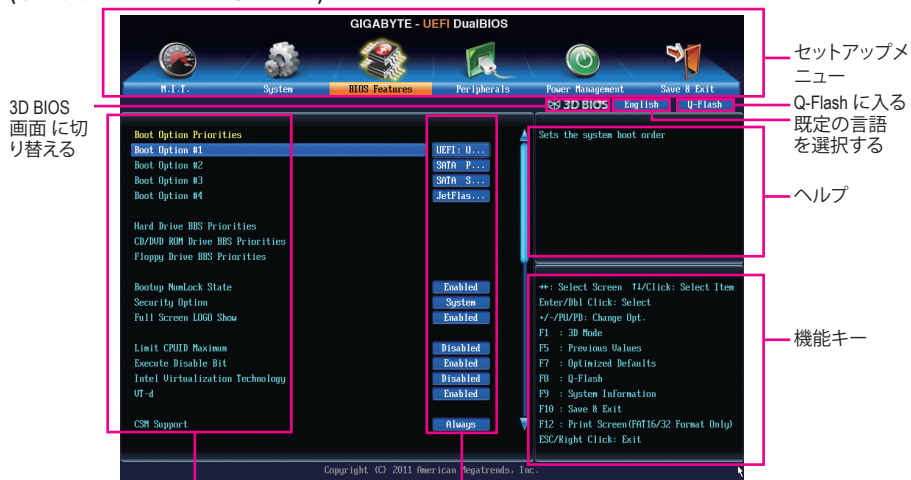 GIGABYTE - UEFI DualBIOS
M.I.T.
System
BIOS Features
Peripherals
Power Management
Save & Exit
セットアップメ
ニュー
3D BIOS
画面 に切
り替える
3D BIOS
English
Q-Flash
Q-Flash に入る
既定の言語
を選択する
Boot Option Priorities
Boot Option #1 UEFI: U...
Boot Option #2 SATA P...
Boot Option #3 SATA S...
Boot Option #4 JetFlas...
Hard Drive BBS Priorities
CD/DVD ROM Drive BBS Priorities
Floppy Drive BBS Priorities
Bootup NumLock State Enabled
Security Option System
Full Screen LOGO Show Enabled
Limit CPUID Maximum Disabled
Execute Disable Bit Enabled
Intel Virtualization Technology Disabled
VT-d Enabled
CSM Support Always
Sets the system boot order
ヘルプ
: Select Screen ↑↓/Click: Select Item
Enter/Dbl Click: Select
+/-/PU/PD: Change Opt.
F1 : 3D Mode
F5 : Previous Values
F7 : Optimized Defaults
F8 : Q-Flash
F9 : System Information
F10 : Save & Exit
F12 : Print Screen(FAT16/32 Format Only)
ESC/Right Click: Exit
機能キー
Copyright (C) 2011 American Megatrends, Inc.